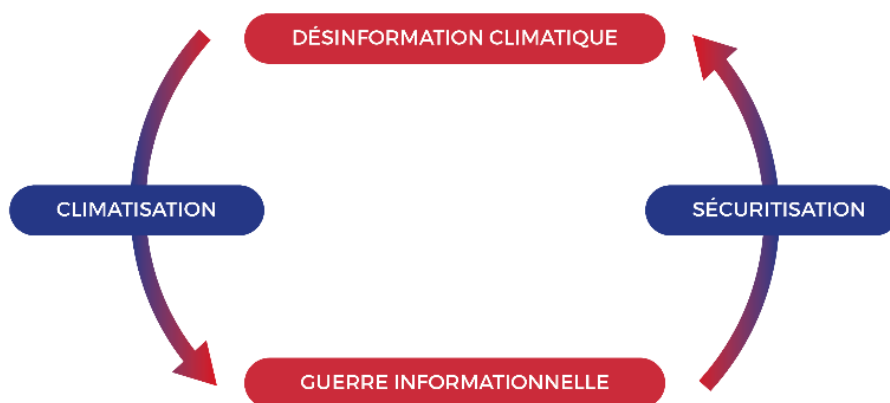 DÉSINFORMATION CLIMATIQUE
CLIMATISATION
SÉCURITISATION
GUERRE INFORMATIONNELLE